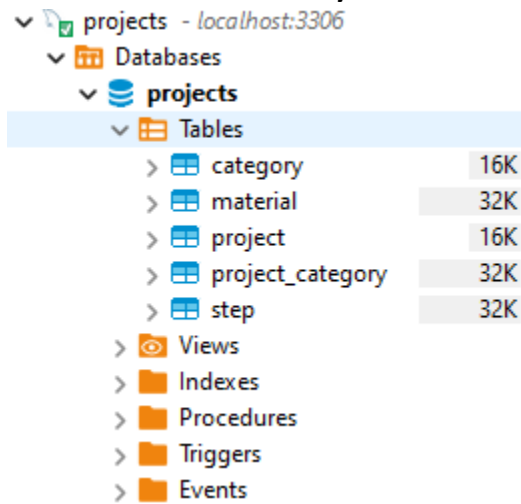 projects - localhost:3306
Databases
projects
Tables
category 16K
material 32K
project 16K
project_category 32K
step 32K
Views
Indexes
Procedures
Triggers
Events